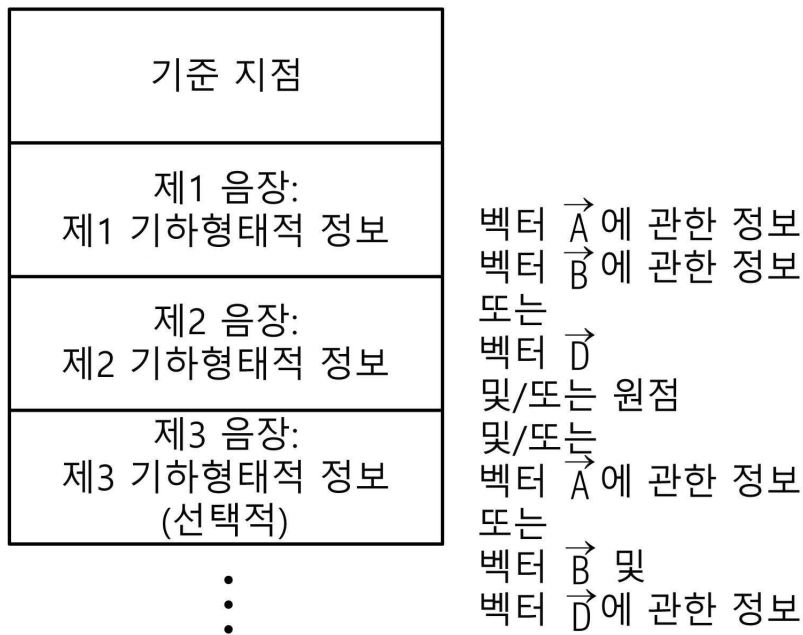 기준 지점
제1 음장:
제1 기하형태적 정보
제2 음장:
제2 기하형태적 정보
제3 음장:
제3 기하형태적 정보
(선택적)
벡터 A⃗에 관한 정보
벡터 B⃗에 관한 정보
또는
벡터 D⃗
및/또는 원점
및/또는
벡터 A⃗에 관한 정보
또는
벡터 B⃗ 및
벡터 D⃗에 관한 정보